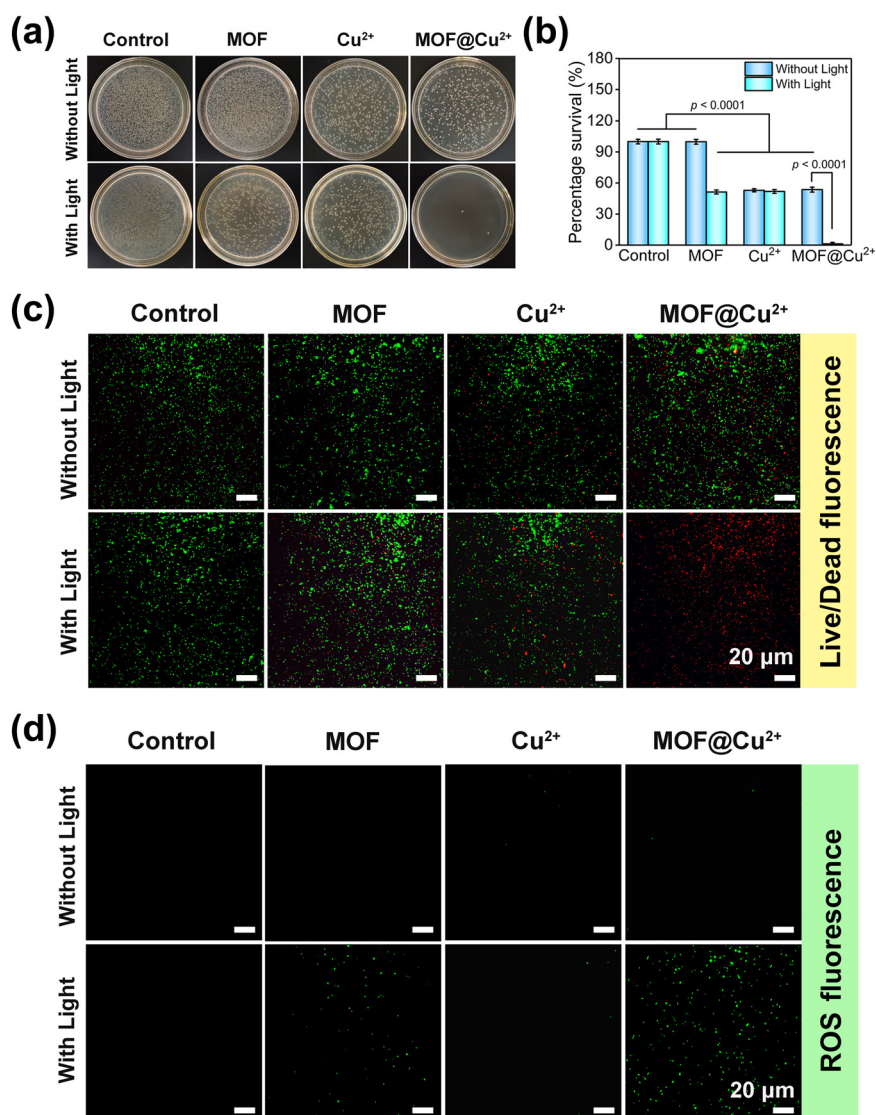 (a)
Control MOF Cu²⁺ MOF@Cu²⁺
Without Light
With Light
(b)
Percentage survival (%)
180
150
120
90
60
30
0
Without Light
With Light
p < 0.0001
p < 0.0001
Control MOF Cu²⁺ MOF@Cu²⁺
(c)
Control MOF Cu²⁺ MOF@Cu²⁺
Without Light
With Light
20 μm
Live/Dead fluorescence
(d)
Control MOF Cu²⁺ MOF@Cu²⁺
Without Light
With Light
20 μm
ROS fluorescence